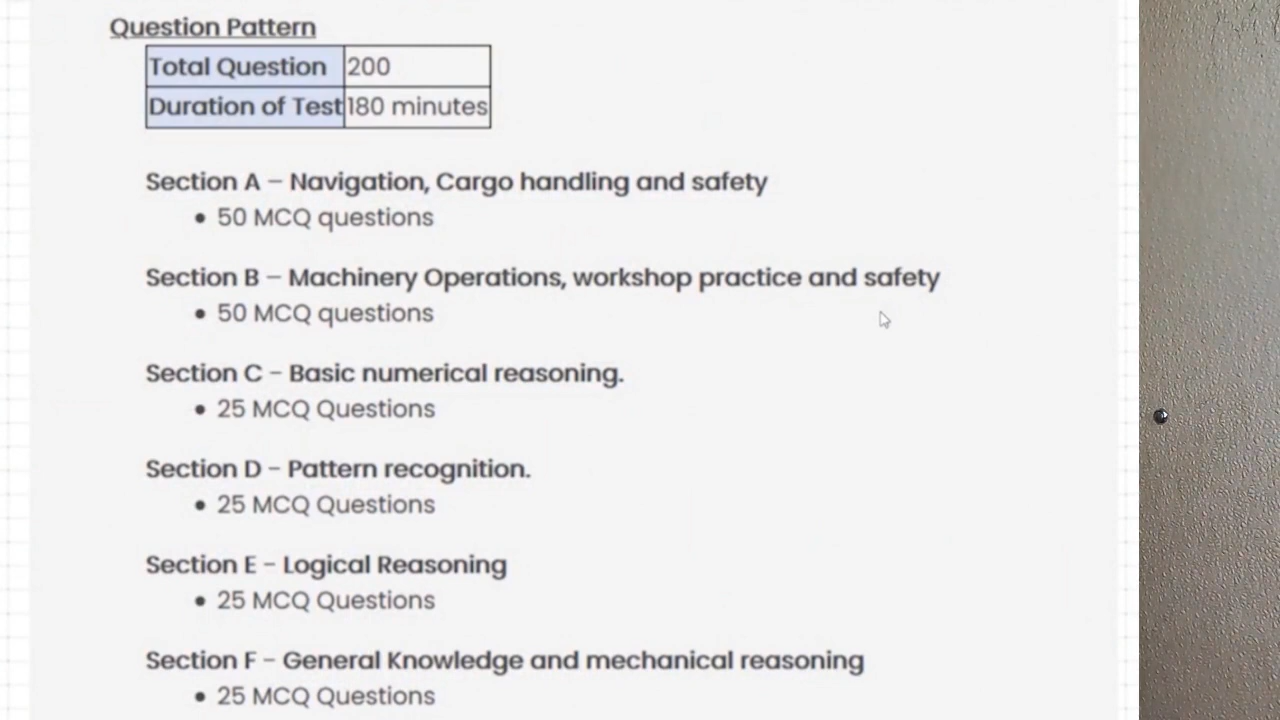 Question Pattern
Total Question 200
Duration of Test 180 minutes
Section A – Navigation, Cargo handling and safety
• 50 MCQ questions
Section B – Machinery Operations, workshop practice and safety
• 50 MCQ questions
Section C – Basic numerical reasoning.
• 25 MCQ Questions
Section D – Pattern recognition.
• 25 MCQ Questions
Section E – Logical Reasoning
• 25 MCQ Questions
Section F – General Knowledge and mechanical reasoning
• 25 MCQ Questions